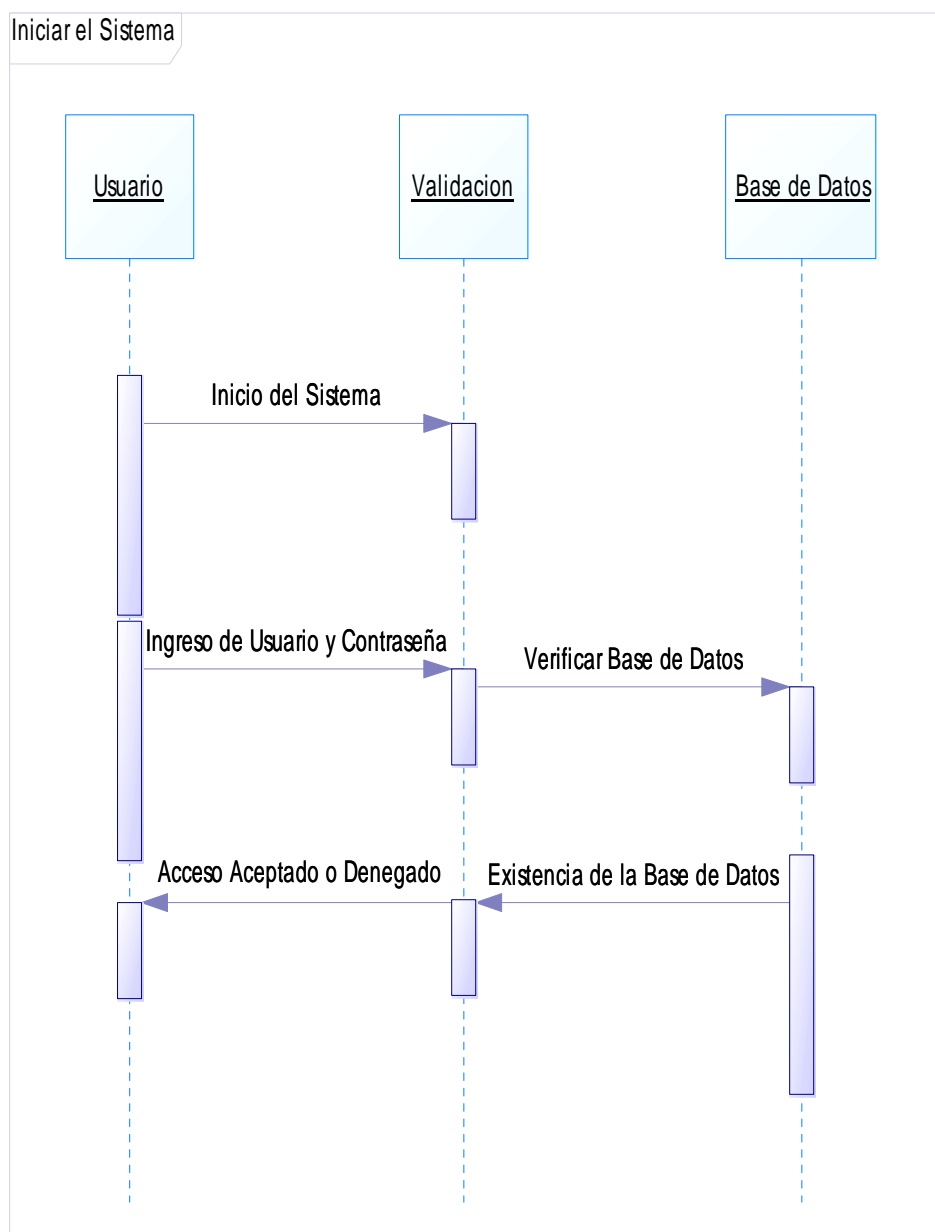 Iniciar el Sistema
Usuario
Validacion
Base de Datos
Inicio del Sistema
Ingreso de Usuario y Contraseña
Verificar Base de Datos
Acceso Aceptado o Denegado
Existencia de la Base de Datos